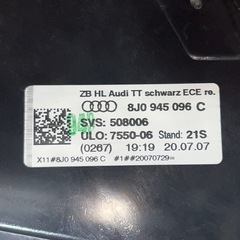 ZB HL Audi TT schwarz ECE re.
8J0 945 096 C
SVS: 508006
ULO: 7550-06 Stand: 21S
(0267) 19:19 20.07.07
X11#8J0 945 096 C #1##20070729=